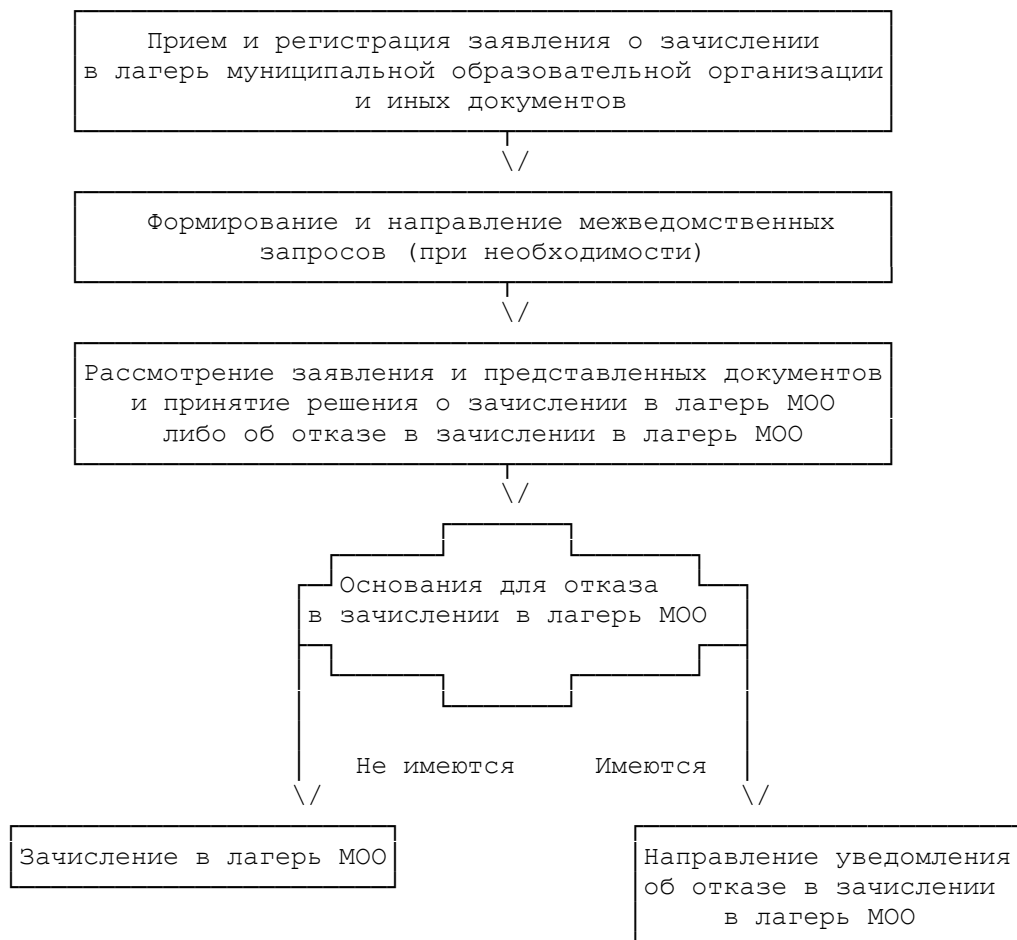 Прием и регистрация заявления о зачислении
в лагерь муниципальной образовательной организации
и иных документов
Формирование и направление межведомственных
запросов (при необходимости)
Рассмотрение заявления и представленных документов
и принятие решения о зачислении в лагерь МОО
либо об отказе в зачислении в лагерь МОО
Основания для отказа
в зачислении в лагерь МОО
Не имеются Имеются
Зачисление в лагерь МОО
Направление уведомления
об отказе в зачислении
в лагерь МОО